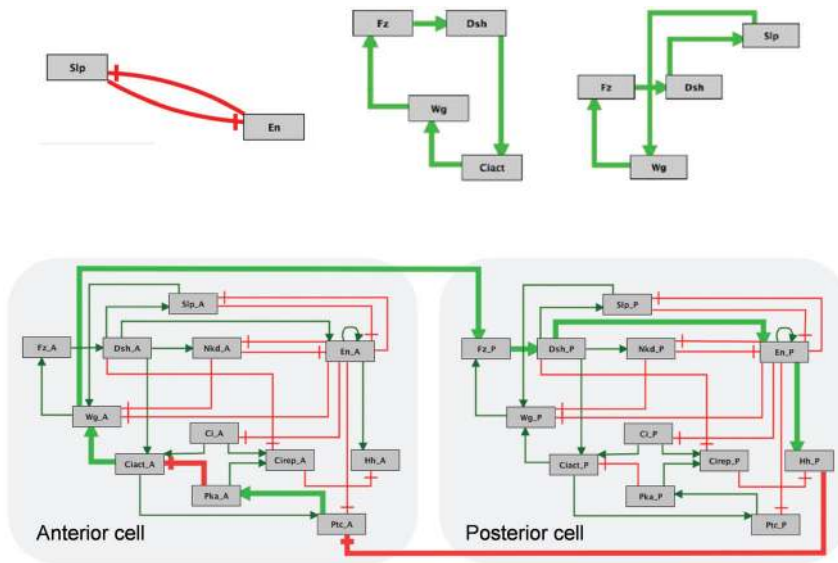 Slp
En
Fz
Dsh
Wg
Ciact
Slp
Fz
Dsh
Wg
Slp_A
Fz_A
Dsh_A
Nkd_A
En_A
Wg_A
Ci_A
Ciact_A
Cirep_A
Hh_A
Pka_A
Ptc_A
Anterior cell
Slp_P
Fz_P
Dsh_P
Nkd_P
En_P
Wg_P
Ci_P
Ciact_P
Cirep_P
Hh_P
Pka_P
Ptc_P
Posterior cell